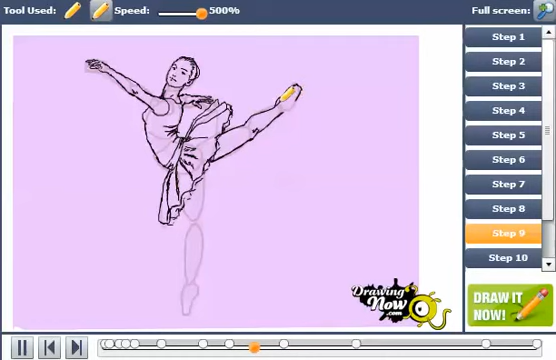 Tool Used:
Speed:
500%
Full screen:
Step 1
Step 2
Step 3
Step 4
Step 5
Step 6
Step 7
Step 8
Step 9
Step 10
Drawing
Now
.com
DRAW IT
NOW!